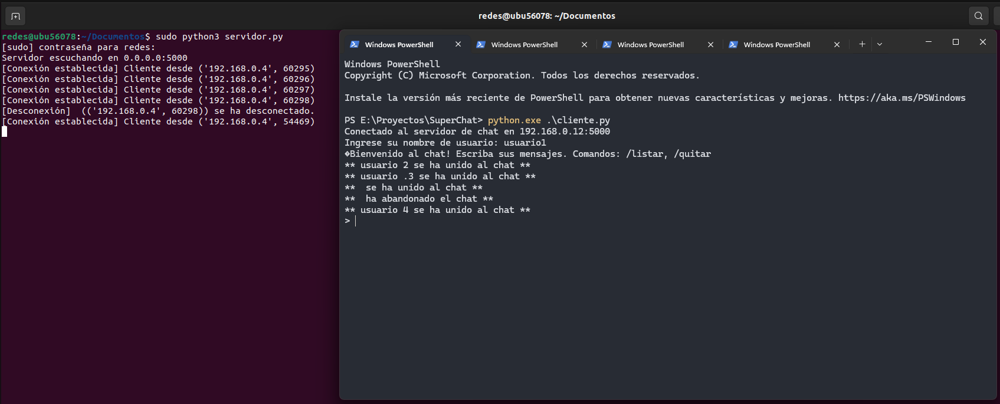 redes@ubu56078: ~/Documentos
redes@ubu56078:~/Documentos$ sudo python3 servidor.py
[sudo] contraseña para redes:
Servidor escuchando en 0.0.0.0:5000
[Conexión establecida] Cliente desde ('192.168.0.4', 60295)
[Conexión establecida] Cliente desde ('192.168.0.4', 60296)
[Conexión establecida] Cliente desde ('192.168.0.4', 60297)
[Conexión establecida] Cliente desde ('192.168.0.4', 60298)
[Desconexión]  (('192.168.0.4', 60298)) se ha desconectado.
[Conexión establecida] Cliente desde ('192.168.0.4', 54469)
Windows PowerShell Windows PowerShell Windows PowerShell Windows PowerShell
Windows PowerShell
Copyright (C) Microsoft Corporation. Todos los derechos reservados.
Instale la versión más reciente de PowerShell para obtener nuevas características y mejoras. https://aka.ms/PSWindows
PS E:\Proyectos\SuperChat> python.exe .\cliente.py
Conectado al servidor de chat en 192.168.0.12:5000
Ingrese su nombre de usuario: usuario1
�Bienvenido al chat! Escriba sus mensajes. Comandos: /listar, /quitar
** usuario 2 se ha unido al chat **
** usuario .3 se ha unido al chat **
**  se ha unido al chat **
**  ha abandonado el chat **
** usuario 4 se ha unido al chat **
>